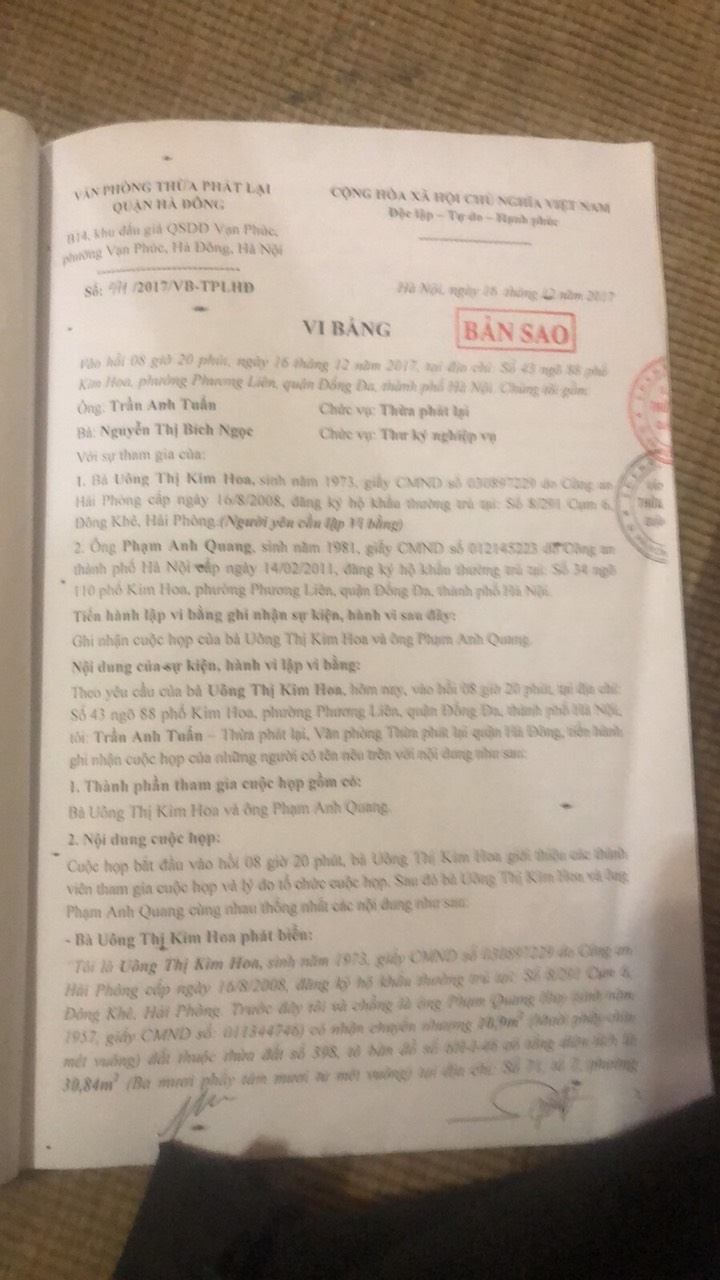 VĂN PHÒNG THỪA PHÁT LẠI
QUẬN HÀ ĐÔNG
B14, khu đấu giá QSDĐ Vạn Phúc,
phường Vạn Phúc, Hà Đông, Hà Nội
CỘNG HÒA XÃ HỘI CHỦ NGHĨA VIỆT NAM
Độc lập – Tự do – Hạnh phúc
Số: /2017/VB-TPLHĐ
Hà Nội, ngày 16 tháng 12 năm 2017
VI BẰNG
BẢN SAO
Vào hồi 08 giờ 20 phút, ngày 16 tháng 12 năm 2017, tại địa chỉ: Số 43 ngõ 88 phố
Kim Hoa, phường Phương Liên, quận Đống Đa, thành phố Hà Nội. Chúng tôi gồm:
Ông: Trần Anh Tuấn Chức vụ: Thừa phát lại
Bà: Nguyễn Thị Bích Ngọc Chức vụ: Thư ký nghiệp vụ
Với sự tham gia của:
1. Bà Uông Thị Kim Hoa, sinh năm 1973, giấy CMND số 030897229 do Công an
Hải Phòng cấp ngày 16/8/2008, đăng ký hộ khẩu thường trú tại: Số 8/291 Cụm 6,
Đông Khê, Hải Phòng.(Người yêu cầu lập Vi bằng)
2. Ông Phạm Anh Quang, sinh năm 1981, giấy CMND số 012145223 do Công an
thành phố Hà Nội cấp ngày 14/02/2011, đăng ký hộ khẩu thường trú tại: Số 34 ngõ
110 phố Kim Hoa, phường Phương Liên, quận Đống Đa, thành phố Hà Nội.
Tiến hành lập vi bằng ghi nhận sự kiện, hành vi sau đây:
Ghi nhận cuộc họp của bà Uông Thị Kim Hoa và ông Phạm Anh Quang.
Nội dung của sự kiện, hành vi lập vi bằng:
Theo yêu cầu của bà Uông Thị Kim Hoa, hôm nay, vào hồi 08 giờ 20 phút, tại địa chỉ:
Số 43 ngõ 88 phố Kim Hoa, phường Phương Liên, quận Đống Đa, thành phố Hà Nội,
tôi: Trần Anh Tuấn – Thừa phát lại, Văn phòng Thừa phát lại quận Hà Đông, tiến hành
ghi nhận cuộc họp của những người có tên nêu trên với nội dung như sau:
1. Thành phần tham gia cuộc họp gồm có:
Bà Uông Thị Kim Hoa và ông Phạm Anh Quang.
2. Nội dung cuộc họp:
Cuộc họp bắt đầu vào hồi 08 giờ 20 phút, bà Uông Thị Kim Hoa giới thiệu các thành
viên tham gia cuộc họp và lý do tổ chức cuộc họp. Sau đó bà Uông Thị Kim Hoa và ông
Phạm Anh Quang cùng nhau thống nhất các nội dung như sau:
- Bà Uông Thị Kim Hoa phát biểu:
"Tôi là Uông Thị Kim Hoa, sinh năm 1973, giấy CMND số 030897229 do Công an
Hải Phòng cấp ngày 16/8/2008, đăng ký hộ khẩu thường trú tại: Số 8/291 Cụm 6,
Đông Khê, Hải Phòng. Trước đây tôi và chồng là ông Phạm Quang (sinh năm
1957, giấy CMND số: 011344746) có nhận chuyển nhượng (Mười phẩy chín
mét vuông) đất thuộc thửa đất số 398, tờ bản đồ số có tổng diện tích là
30,84m² (Ba mươi phẩy tám mươi tư mét vuông) tại địa chỉ: Số phường